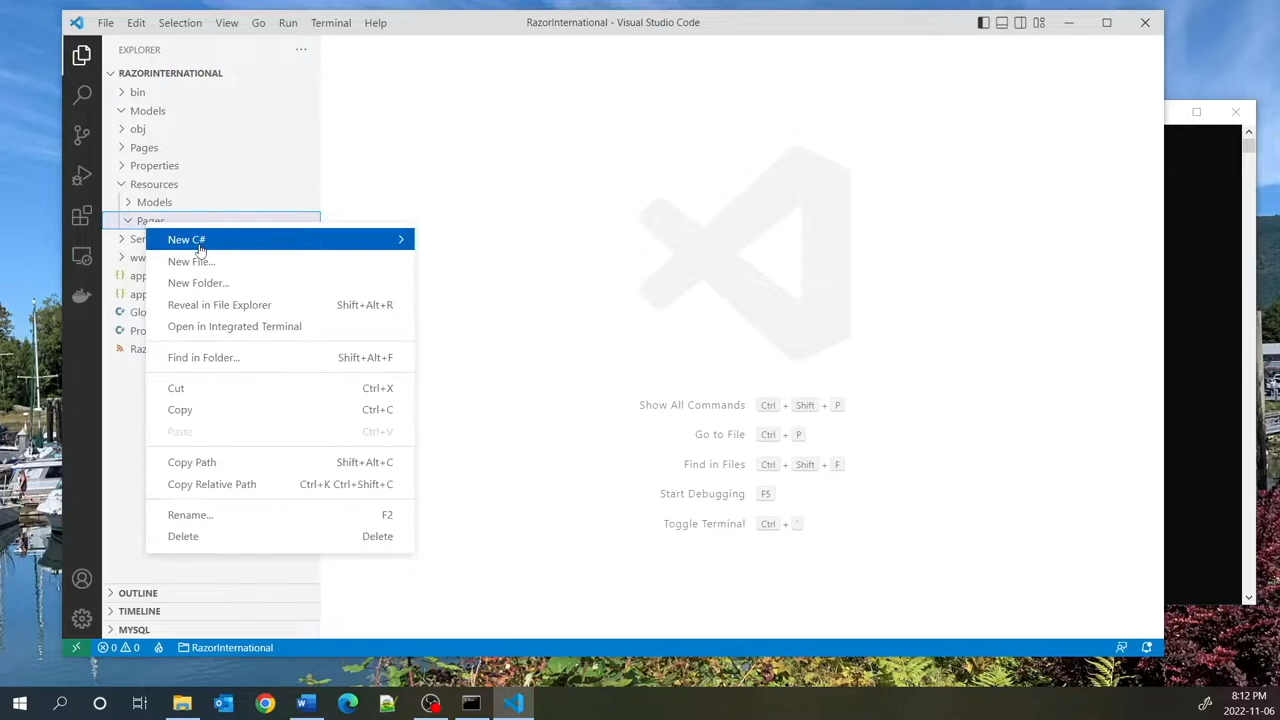 File Edit Selection View Go Run Terminal Help
RazorInternational - Visual Studio Code
EXPLORER
RAZORINTERNATIONAL
bin
Models
obj
Pages
Properties
Resources
Models
Pages
New C#
New File...
New Folder...
Reveal in File Explorer Shift+Alt+R
Open in Integrated Terminal
Find in Folder... Shift+Alt+F
Cut Ctrl+X
Copy Ctrl+C
Paste Ctrl+V
Copy Path Shift+Alt+C
Copy Relative Path Ctrl+K Ctrl+Shift+C
Rename... F2
Delete Delete
Show All Commands Ctrl + Shift + P
Go to File Ctrl + P
Find in Files Ctrl + Shift + F
Start Debugging F5
Toggle Terminal Ctrl + `
OUTLINE
TIMELINE
MYSQL
0 0 RazorInternational
8:12 PM
2022-11-06